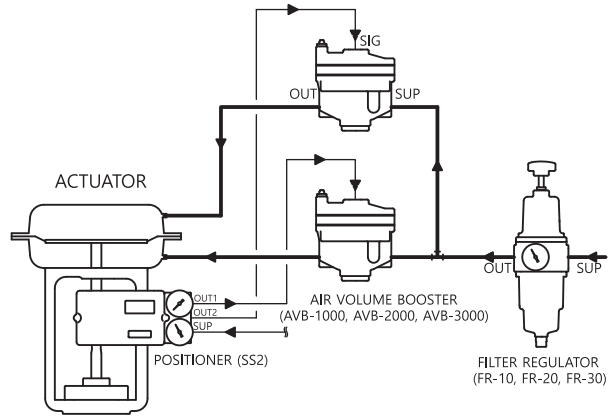 SIG
OUT
SUP
ACTUATOR
OUT
SUP
OUT1
OUT2
SUP
AIR VOLUME BOOSTER
(AVB-1000, AVB-2000, AVB-3000)
POSITIONER (SS2)
FILTER REGULATOR
(FR-10, FR-20, FR-30)